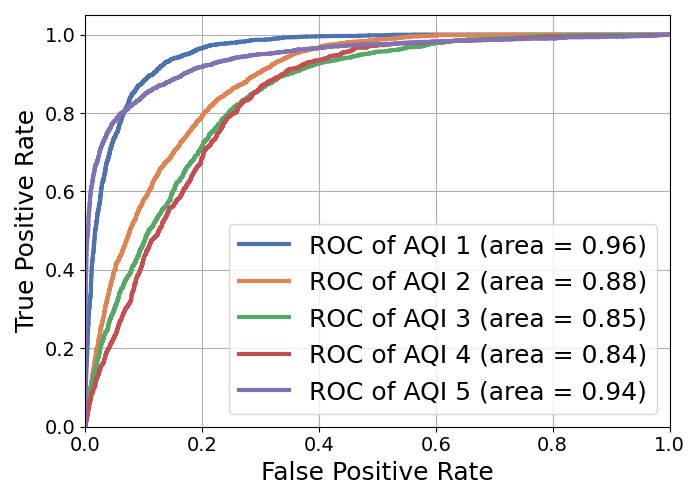 True Positive Rate
1.0
0.8
0.6
0.4
0.2
0.0
ROC of AQI 1 (area = 0.96)
ROC of AQI 2 (area = 0.88)
ROC of AQI 3 (area = 0.85)
ROC of AQI 4 (area = 0.84)
ROC of AQI 5 (area = 0.94)
0.0 0.2 0.4 0.6 0.8 1.0
False Positive Rate